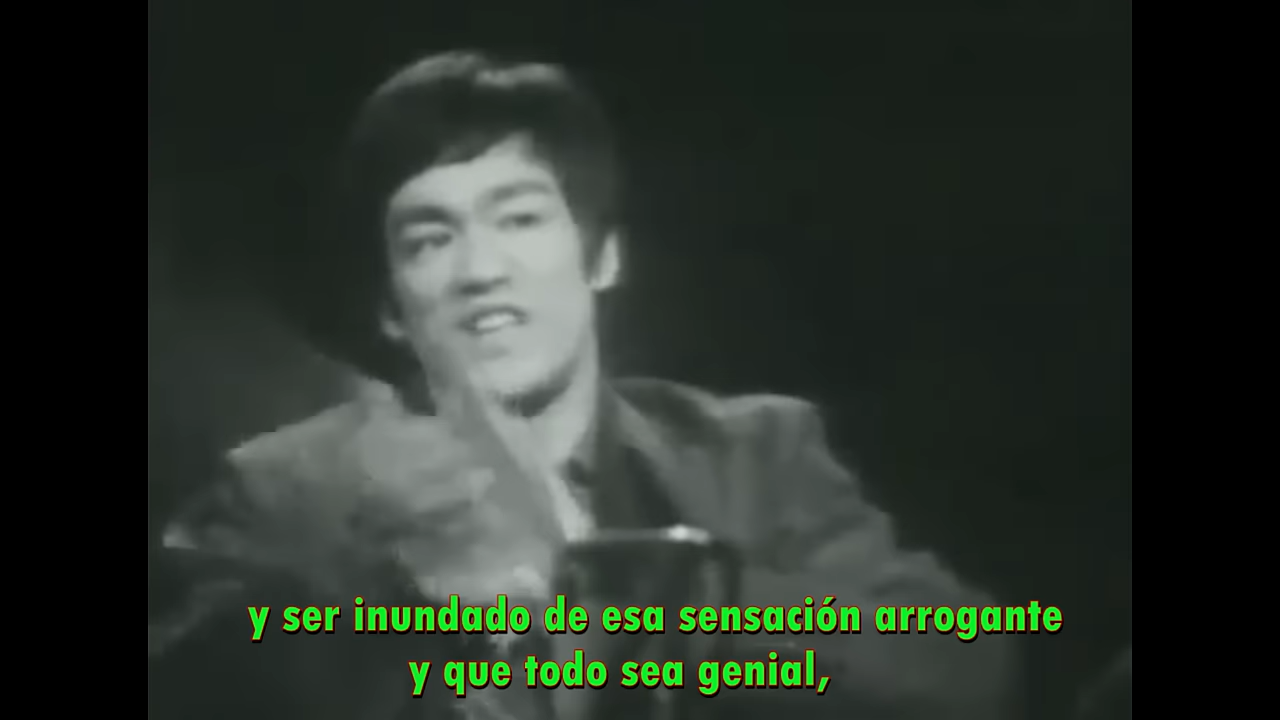 y ser inundado de esa sensación arrogante
y que todo sea genial,